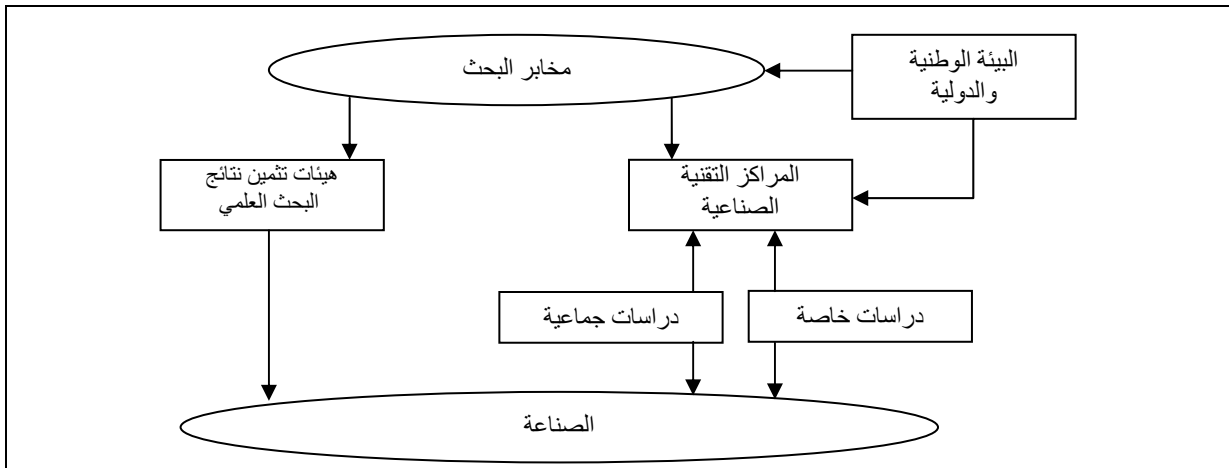 مخابر البحث
البيئة الوطنية
والدولية
هيئات تثمين نتائج
البحث العلمي
المراكز التقنية
الصناعية
دراسات جماعية
دراسات خاصة
الصناعة